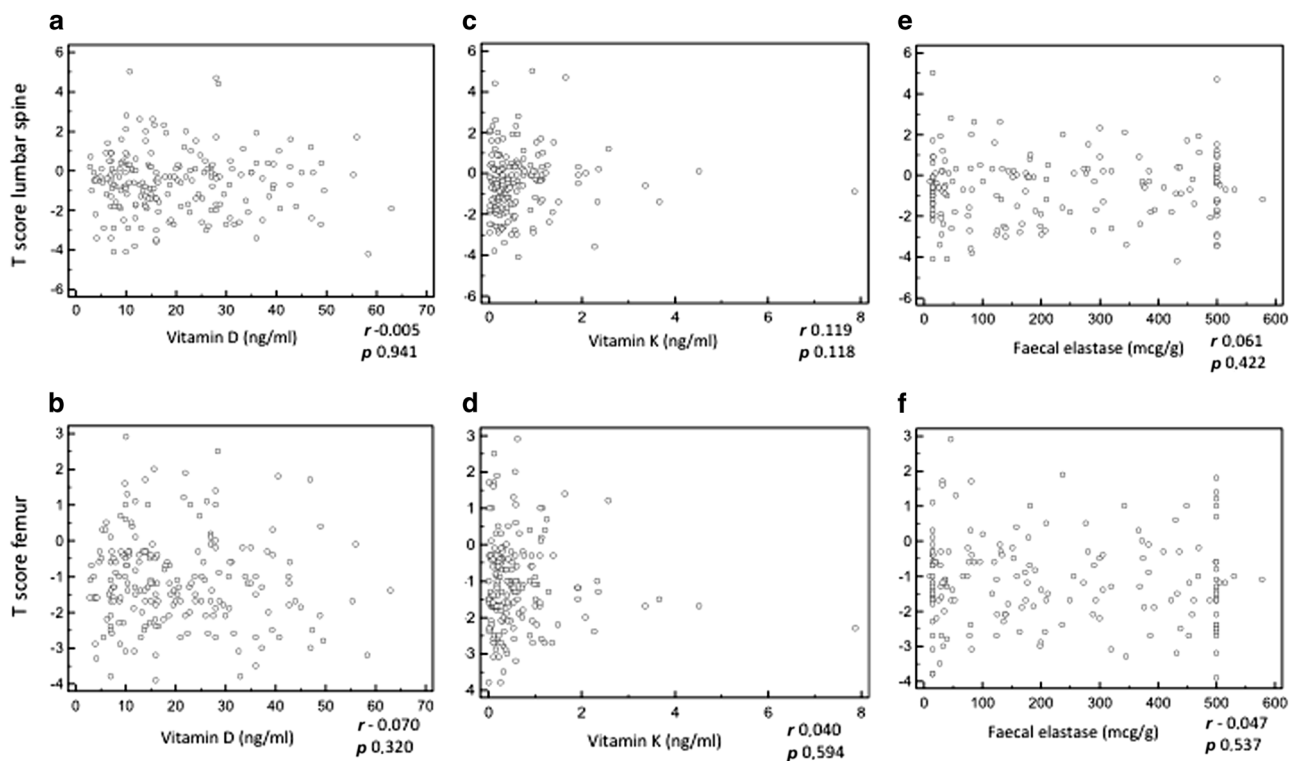 a
T score lumbar spine
6
4
2
0
-2
-4
-6
0 10 20 30 40 50 60 70
Vitamin D (ng/ml)
r -0.005
p 0.941
c
6
4
2
0
-2
-4
-6
0 2 4 6 8
Vitamin K (ng/ml)
r 0.119
p 0.118
e
6
4
2
0
-2
-4
-6
0 100 200 300 400 500 600
Faecal elastase (mcg/g)
r 0,061
p 0,422
b
T score femur
3
2
1
0
-1
-2
-3
-4
0 10 20 30 40 50 60 70
Vitamin D (ng/ml)
r - 0.070
p 0,320
d
3
2
1
0
-1
-2
-3
-4
0 2 4 6 8
Vitamin K (ng/ml)
r 0,040
p 0,594
f
3
2
1
0
-1
-2
-3
-4
0 100 200 300 400 500 600
Faecal elastase (mcg/g)
r - 0,047
p 0,537